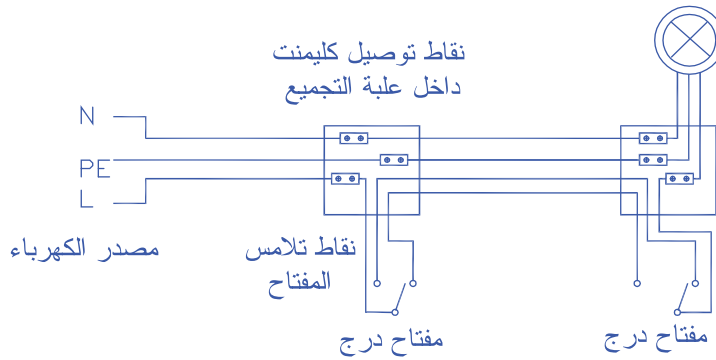 نقاط توصيل كليمنت
داخل علبة التجميع
N
PE
L
مصدر الكهرباء
نقاط تلامس
المفتاح
مفتاح درج
مفتاح درج